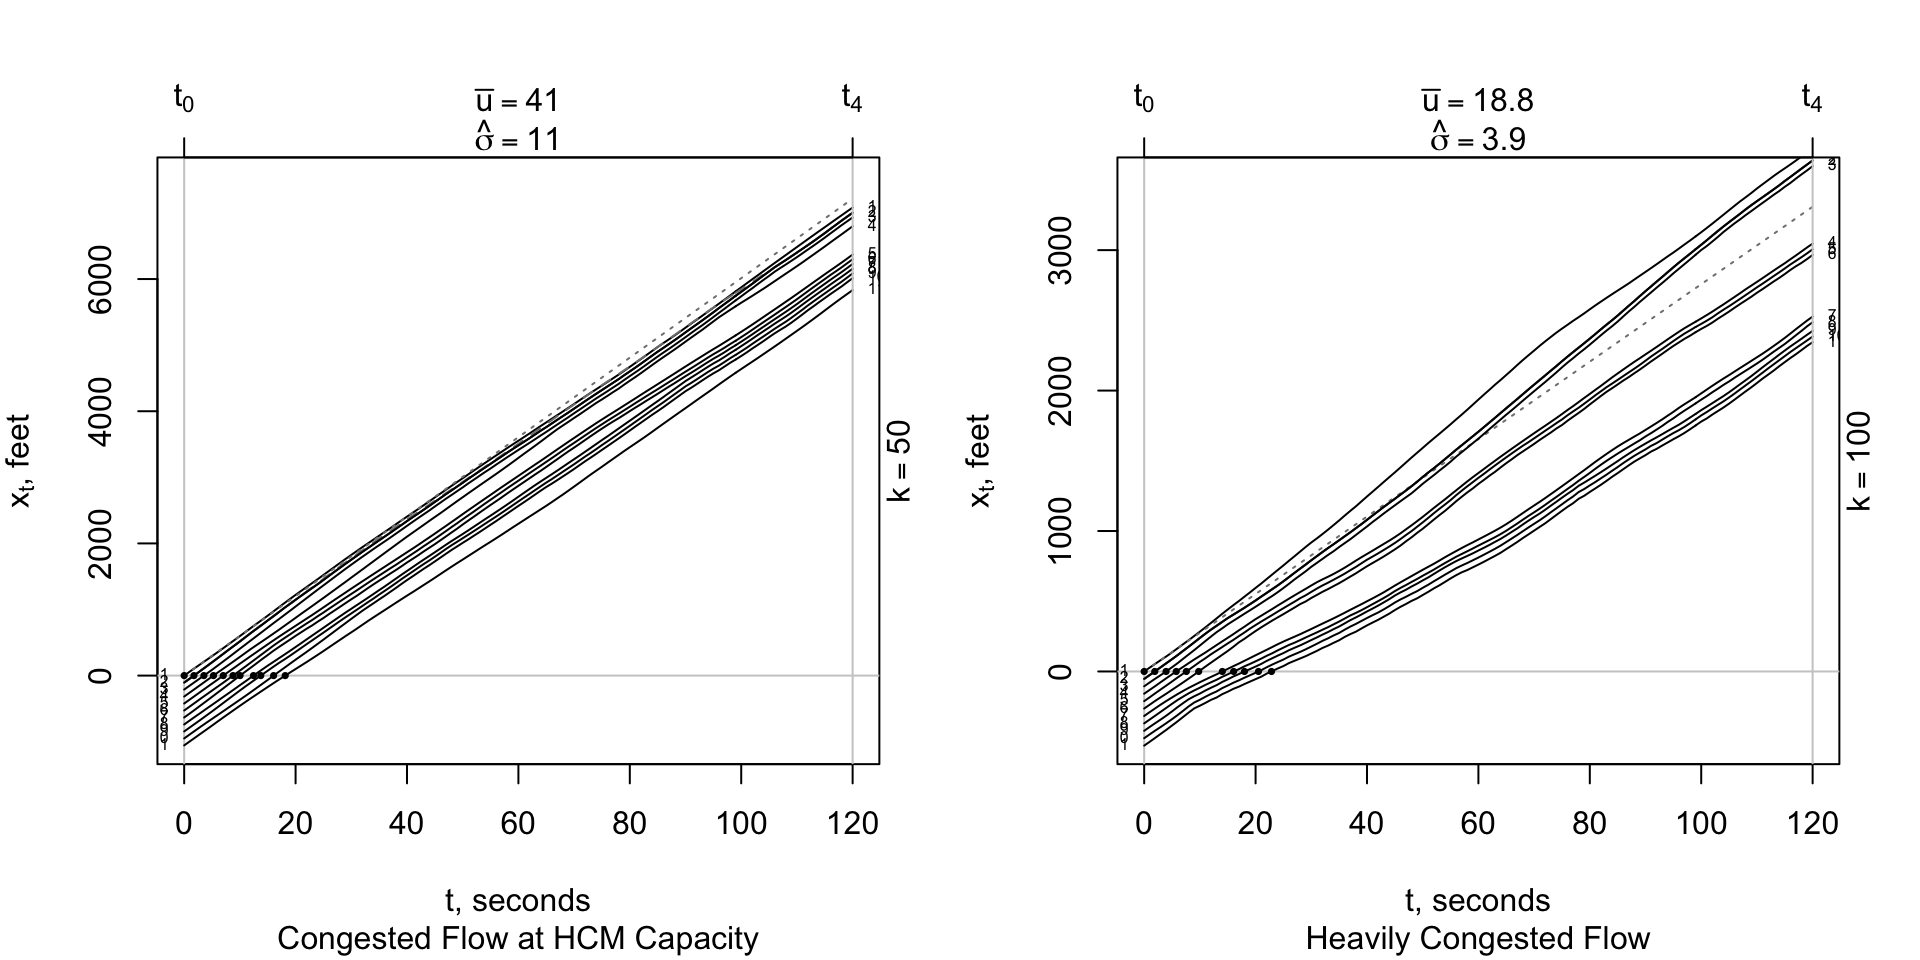 t0
u̅ = 41
σ̂ = 11
t4
xt, feet
0
2000
4000
6000
k = 50
0 20 40 60 80 100 120
t, seconds
Congested Flow at HCM Capacity
t0
u̅ = 18.8
σ̂ = 3.9
t4
xt, feet
0
1000
2000
3000
k = 100
0 20 40 60 80 100 120
t, seconds
Heavily Congested Flow